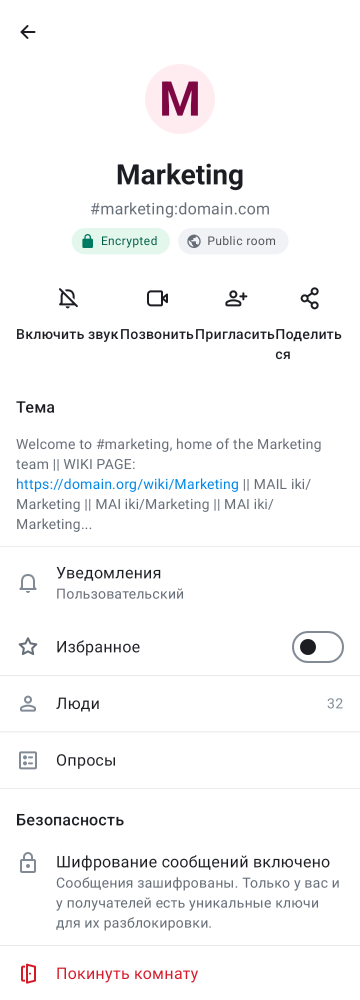 M
Marketing
#marketing:domain.com
Encrypted Public room
Включить звук Позвонить Пригласить Поделить
ся
Тема
Welcome to #marketing, home of the Marketing
team || WIKI PAGE:
https://domain.org/wiki/Marketing || MAIL iki/
Marketing || MAI iki/Marketing || MAI iki/
Marketing...
Уведомления
Пользовательский
Избранное
Люди 32
Опросы
Безопасность
Шифрование сообщений включено
Сообщения зашифрованы. Только у вас и
у получателей есть уникальные ключи
для их разблокировки.
Покинуть комнату